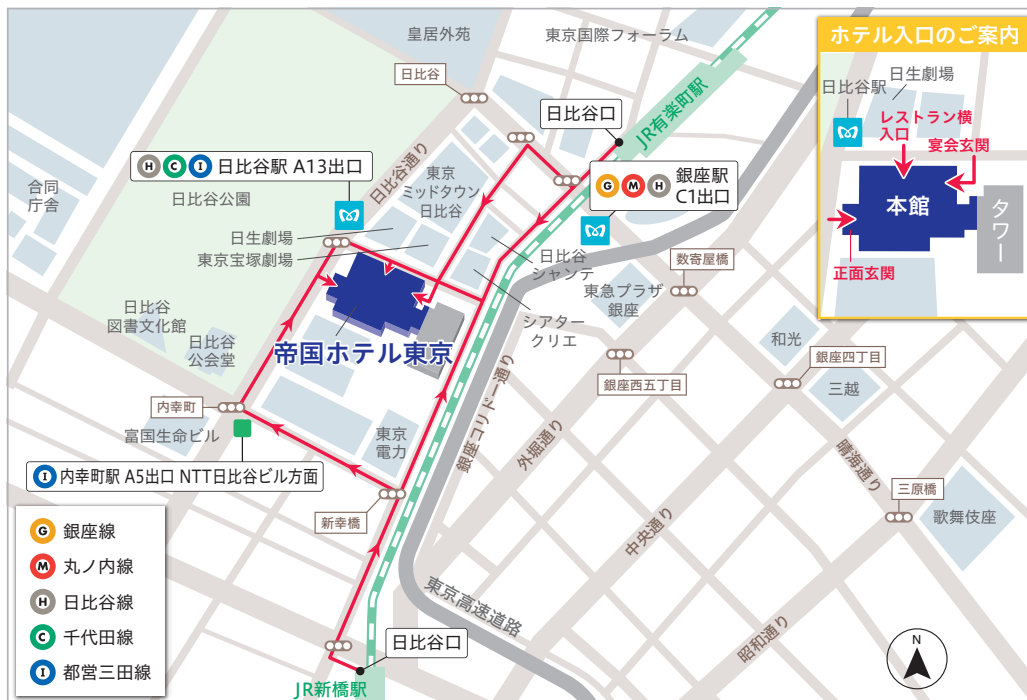 皇居外苑
東京国際フォーラム
日比谷
日比谷口
JR有楽町駅
H C I 日比谷駅 A13出口
日比谷通り
合同
庁舎
日比谷公園
東京
ミッドタウン
日比谷
G M H 銀座駅
C1出口
日生劇場
東京宝塚劇場
日比谷
シャンテ
数寄屋橋
東急プラザ
銀座
シアター
クリエ
日比谷
図書文化館
日比谷
公会堂
帝国ホテル東京
和光
銀座四丁目
銀座西五丁目
三越
内幸町
富国生命ビル
東京
電力
銀座コリドー通り
外堀通り
晴海通り
I 内幸町駅 A5出口 NTT日比谷ビル方面
新幸橋
三原橋
歌舞伎座
中央通り
東京高速道路
昭和通り
日比谷口
JR新橋駅
G 銀座線
M 丸ノ内線
H 日比谷線
C 千代田線
I 都営三田線
N
ホテル入口のご案内
日比谷駅
日生劇場
レストラン横
入口
宴会玄関
本館
タワー
正面玄関